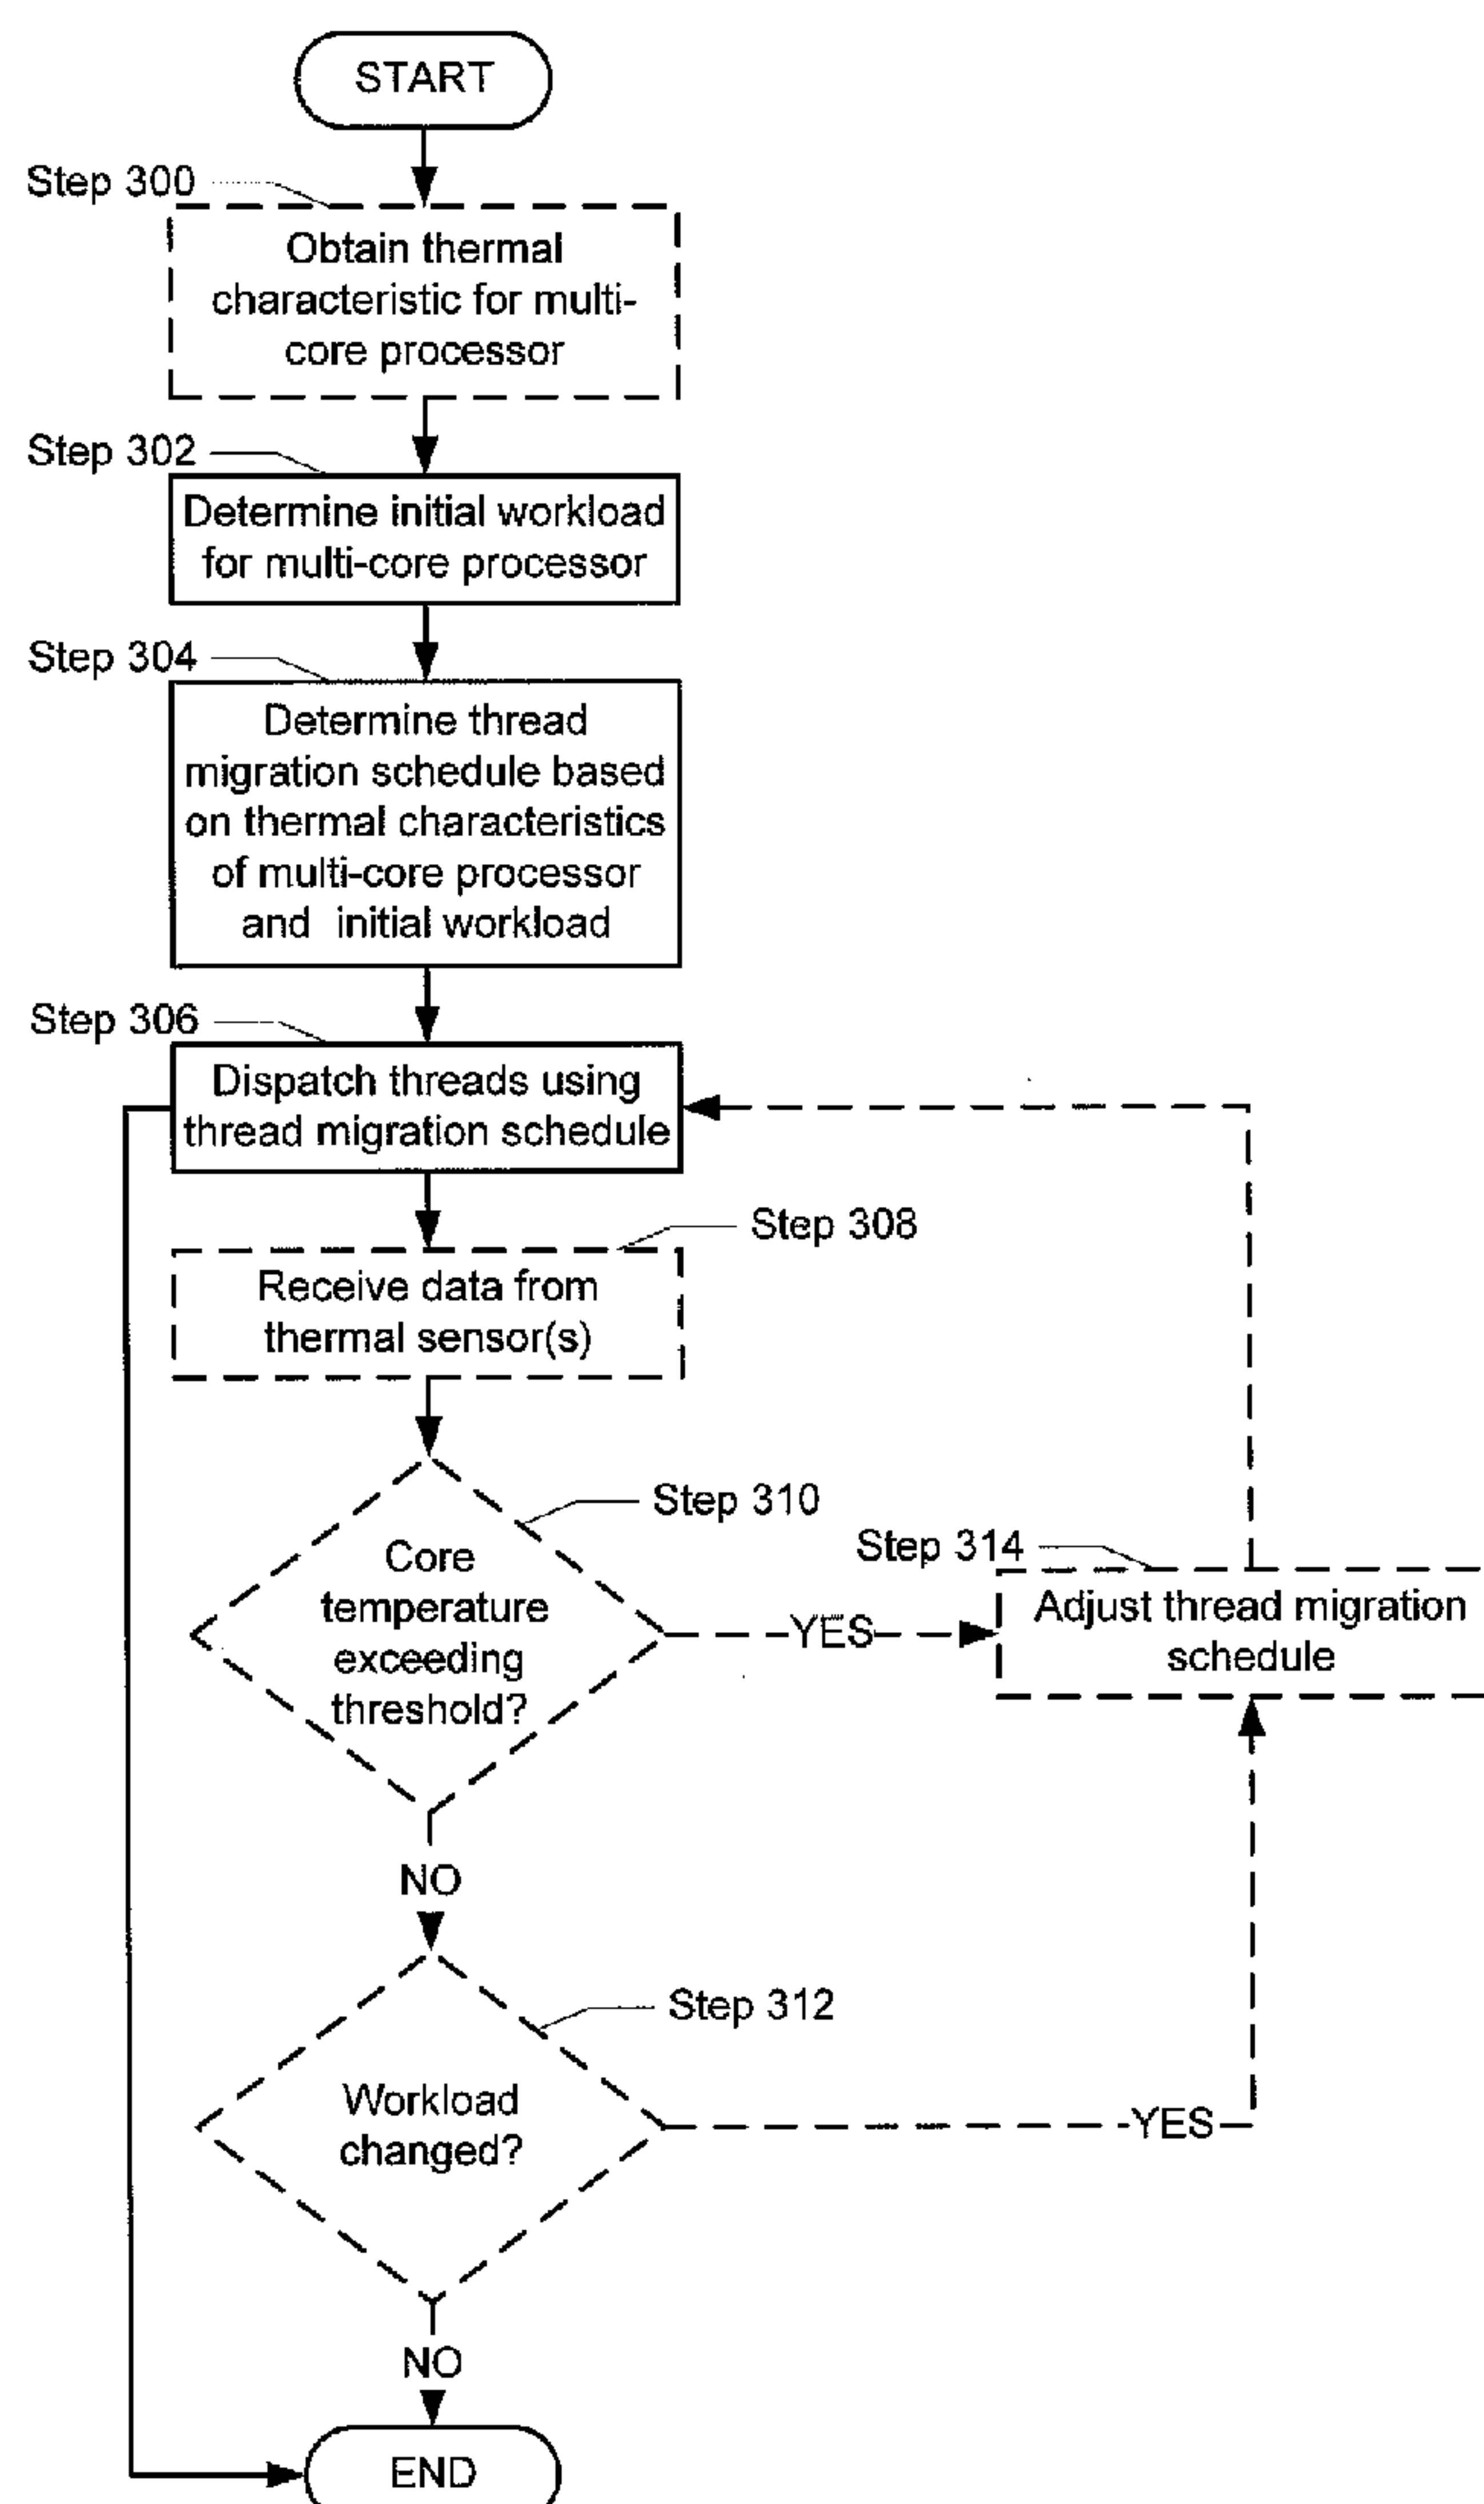 START
Step 300
Obtain thermal
characteristic for multi-
core processor
Step 302
Determine initial workload
for multi-core processor
Step 304
Determine thread
migration schedule based
on thermal characteristics
of multi-core processor
and initial workload
Step 306
Dispatch threads using
thread migration schedule
Step 308
Receive data from
thermal sensor(s)
Step 310
Core
temperature
exceeding
threshold?
YES
Step 314
Adjust thread migration
schedule
NO
Step 312
Workload
changed?
YES
NO
END